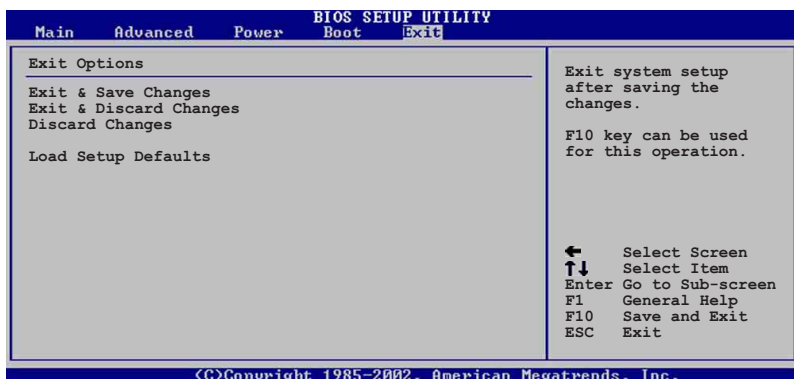 BIOS SETUP UTILITY
Main Advanced Power Boot Exit
Exit Options
Exit & Save Changes
Exit & Discard Changes
Discard Changes
Load Setup Defaults
Exit system setup
after saving the
changes.
F10 key can be used
for this operation.
← Select Screen
↑↓ Select Item
Enter Go to Sub-screen
F1 General Help
F10 Save and Exit
ESC Exit
(C)Copyright 1985-2002, American Megatrends, Inc.